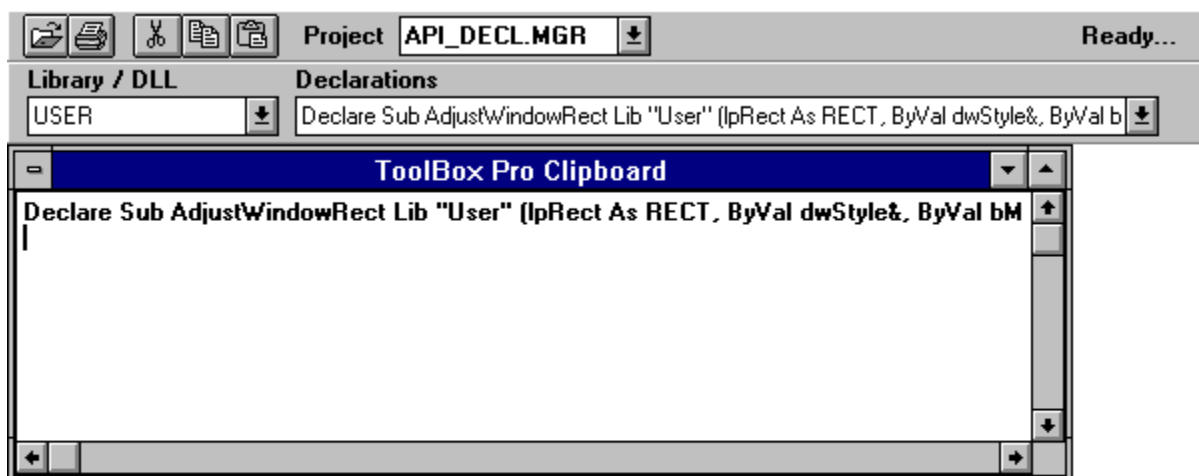 Project API_DECL.MGR Ready...
Library / DLL Declarations
USER Declare Sub AdjustWindowRect Lib "User" (lpRect As RECT, ByVal dwStyle&, ByVal b
ToolBox Pro Clipboard
Declare Sub AdjustWindowRect Lib "User" (lpRect As RECT, ByVal dwStyle&, ByVal bM